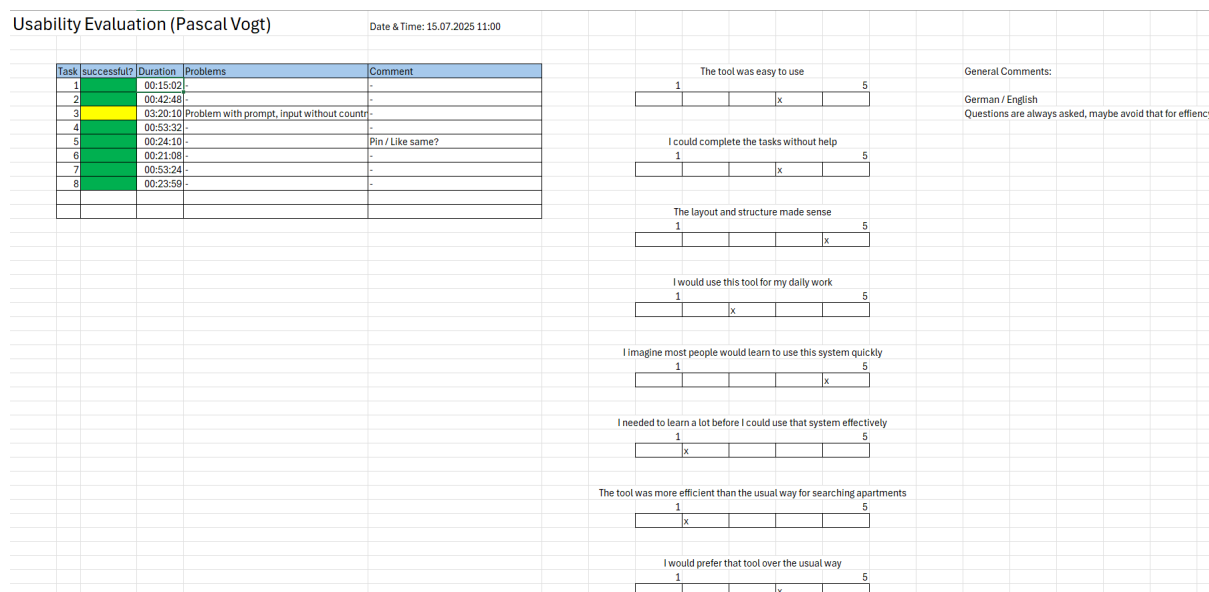 Usability Evaluation (Pascal Vogt)
Date & Time: 15.07.2025 11:00
Task successful? Duration Problems Comment
1 00:15:02 - -
2 00:42:48 - -
3 03:20:10 Problem with prompt, input without countr -
4 00:53:32 - -
5 00:24:10 - Pin / Like same?
6 00:21:08 - -
7 00:53:24 - -
8 00:23:59 - -
The tool was easy to use
1 5
x
I could complete the tasks without help
1 5
x
The layout and structure made sense
1 5
x
I would use this tool for my daily work
1 5
x
I imagine most people would learn to use this system quickly
1 5
x
I needed to learn a lot before I could use that system effectively
1 5
x
The tool was more efficient than the usual way for searching apartments
1 5
x
I would prefer that tool over the usual way
1 5
x
General Comments:
German / English
Questions are always asked, maybe avoid that for effiency